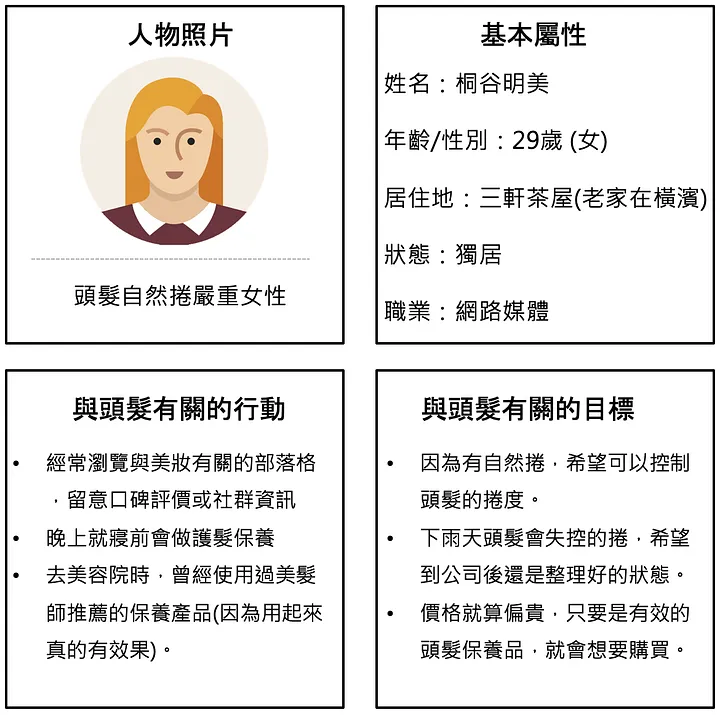 人物照片
頭髮自然捲嚴重女性
基本屬性
姓名：桐谷明美
年齡/性別：29歲 (女)
居住地：三軒茶屋(老家在橫濱)
狀態：獨居
職業：網路媒體
與頭髮有關的行動
• 經常瀏覽與美妝有關的部落格
，留意口碑評價或社群資訊
• 晚上就寢前會做護髮保養
• 去美容院時，曾經使用過美髮
師推薦的保養產品(因為用起來
真的有效果)。
與頭髮有關的目標
• 因為有自然捲，希望可以控制
頭髮的捲度。
• 下雨天頭髮會失控的捲，希望
到公司後還是整理好的狀態。
• 價格就算偏貴，只要是有效的
頭髮保養品，就會想要購買。